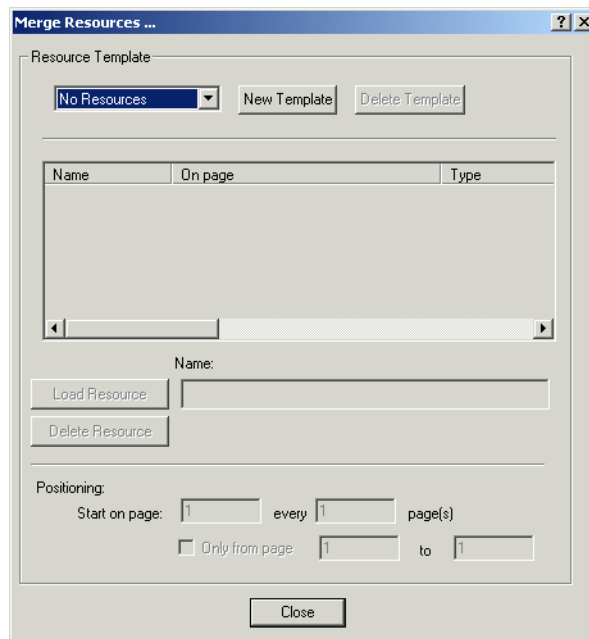 Merge Resources ...
Resource Template
No Resources New Template Delete Template
Name On page Type
Name:
Load Resource
Delete Resource
Positioning:
Start on page: 1 every 1 page(s)
Only from page 1 to 1
Close